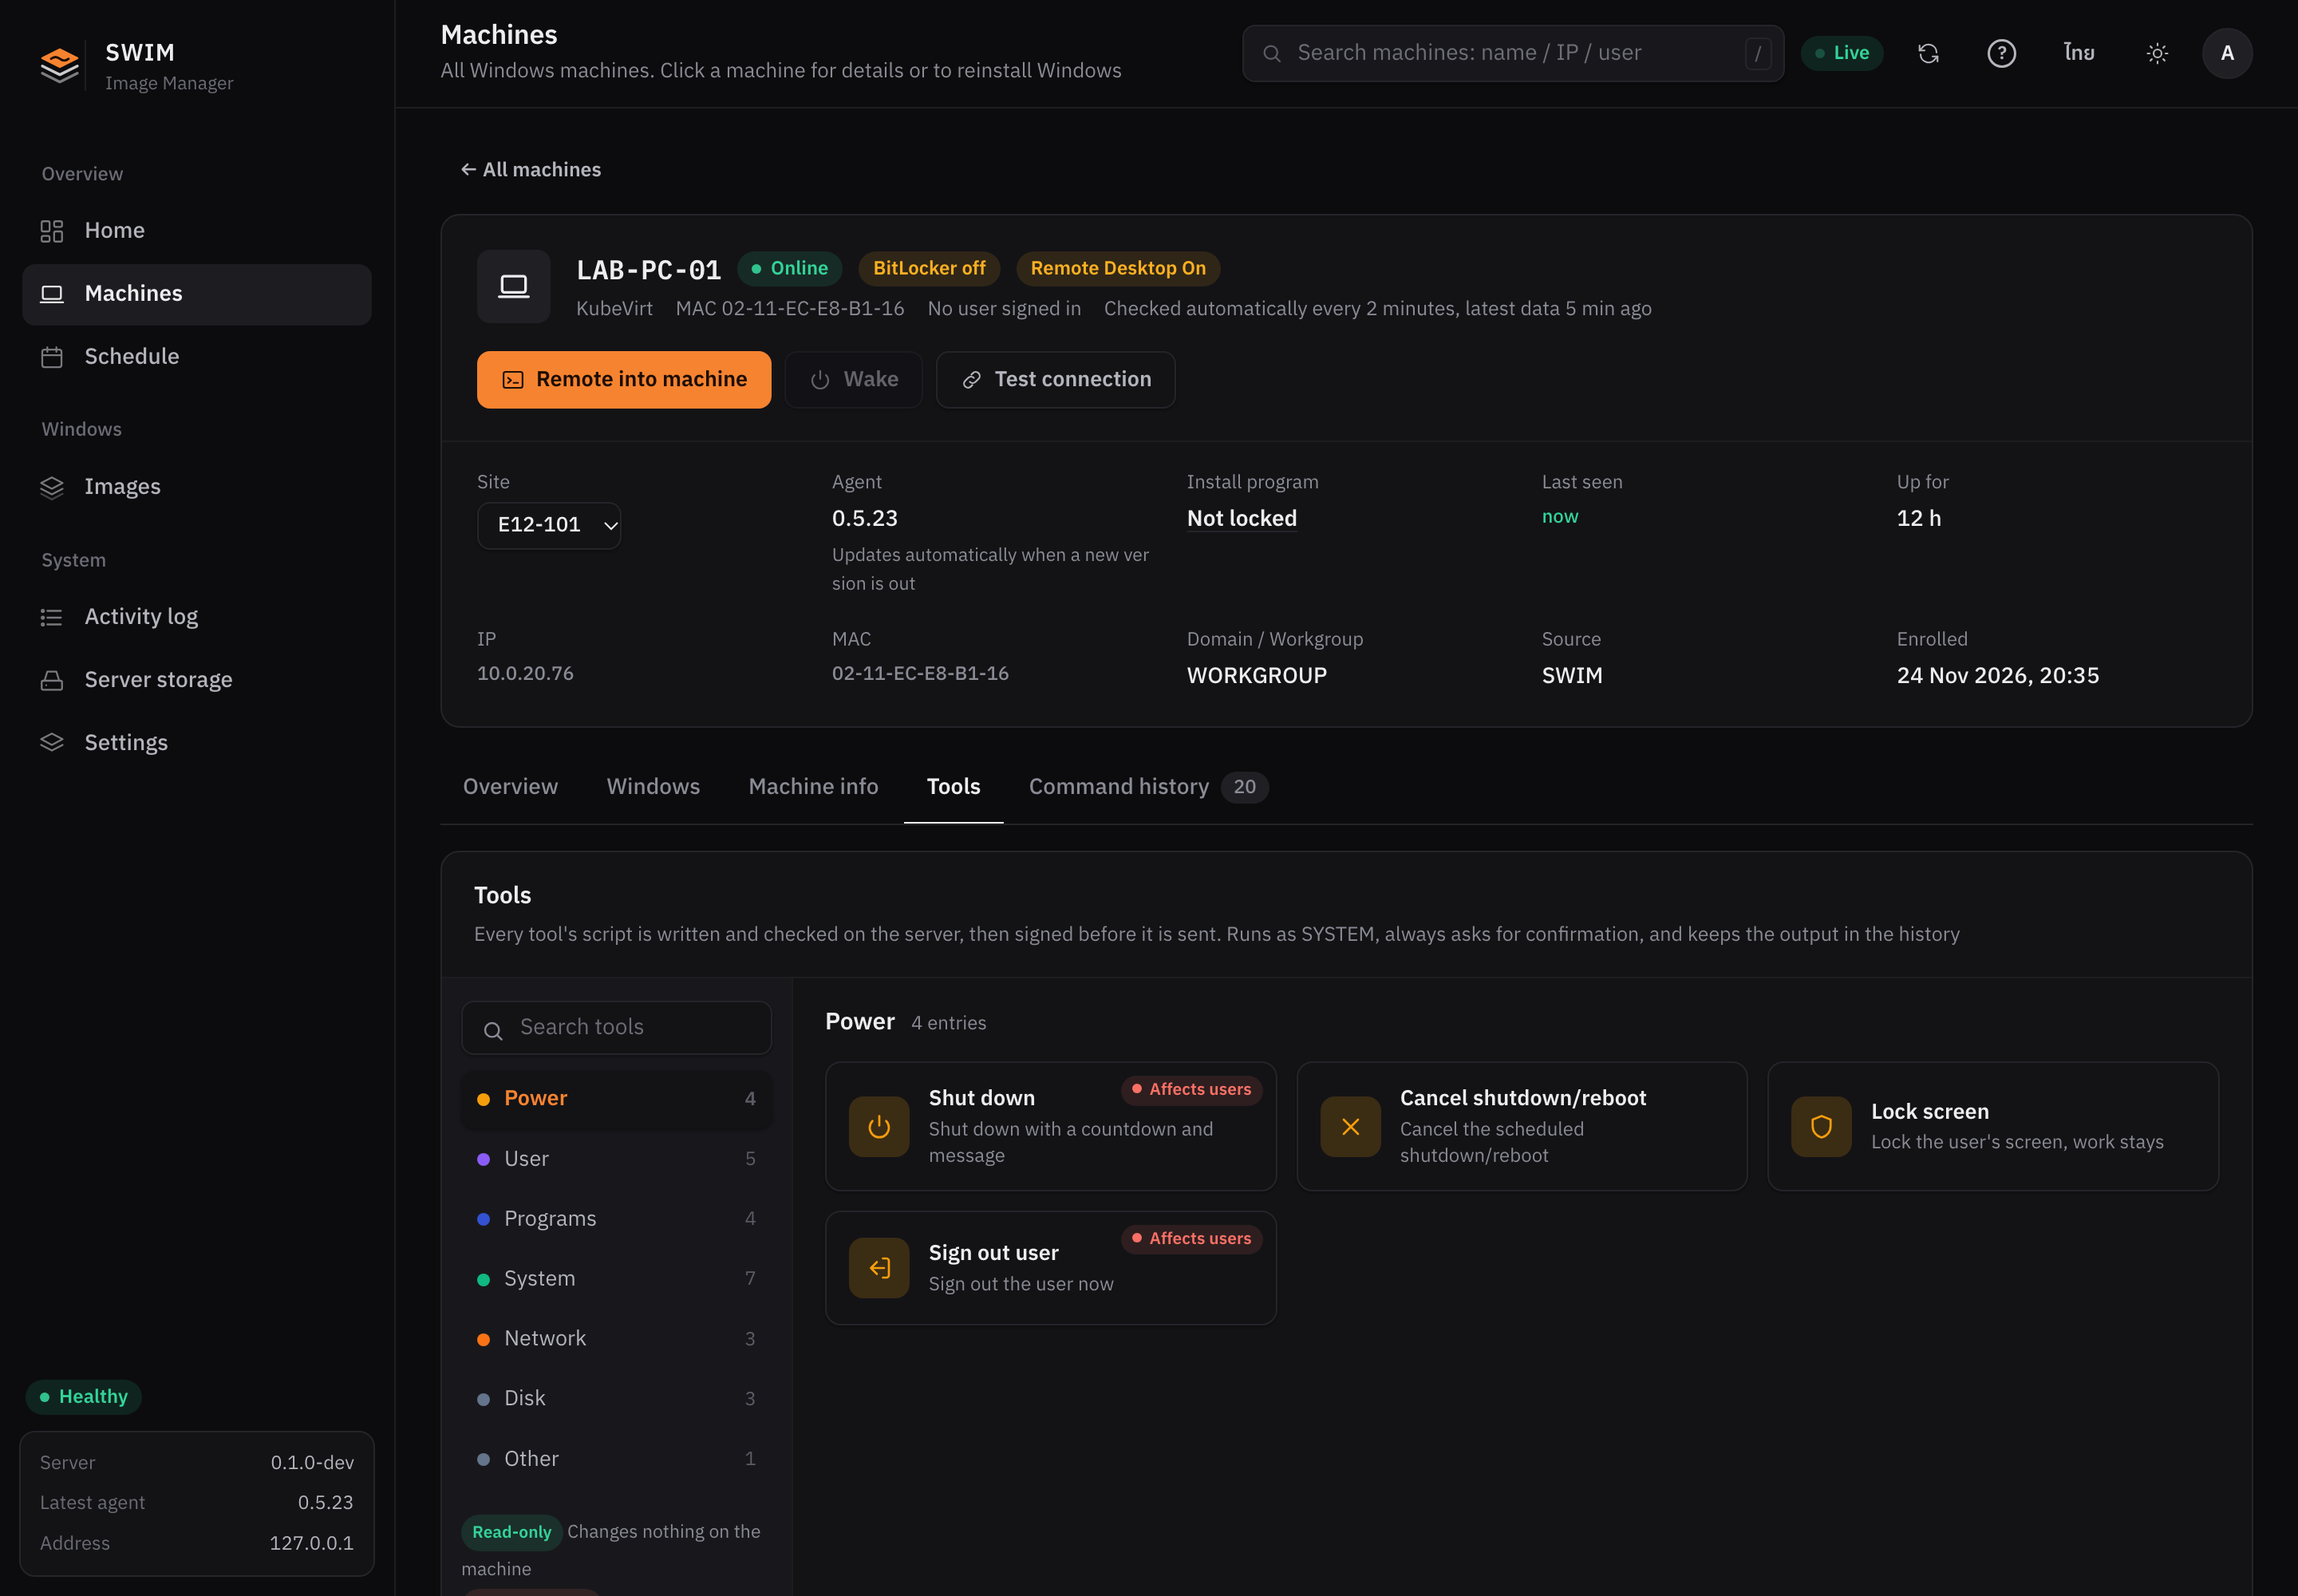 SWIM
Image Manager
Overview
Home
Machines
Schedule
Windows
Images
System
Activity log
Server storage
Settings
Healthy
Server 0.1.0-dev
Latest agent 0.5.23
Address 127.0.0.1
Machines
All Windows machines. Click a machine for details or to reinstall Windows
Search machines: name / IP / user /
Live
?
ไทย
A
← All machines
LAB-PC-01 Online BitLocker off Remote Desktop On
KubeVirt MAC 02-11-EC-E8-B1-16 No user signed in Checked automatically every 2 minutes, latest data 5 min ago
Remote into machine Wake Test connection
Site Agent Install program Last seen Up for
E12-101 0.5.23 Not locked now 12 h
Updates automatically when a new ver
sion is out
IP MAC Domain / Workgroup Source Enrolled
10.0.20.76 02-11-EC-E8-B1-16 WORKGROUP SWIM 24 Nov 2026, 20:35
Overview Windows Machine info Tools Command history 20
Tools
Every tool's script is written and checked on the server, then signed before it is sent. Runs as SYSTEM, always asks for confirmation, and keeps the output in the history
Search tools
Power 4
User 5
Programs 4
System 7
Network 3
Disk 3
Other 1
Read-only Changes nothing on the
machine
Power 4 entries
Shut down Affects users
Shut down with a countdown and
message
Cancel shutdown/reboot
Cancel the scheduled
shutdown/reboot
Lock screen
Lock the user's screen, work stays
Sign out user Affects users
Sign out the user now